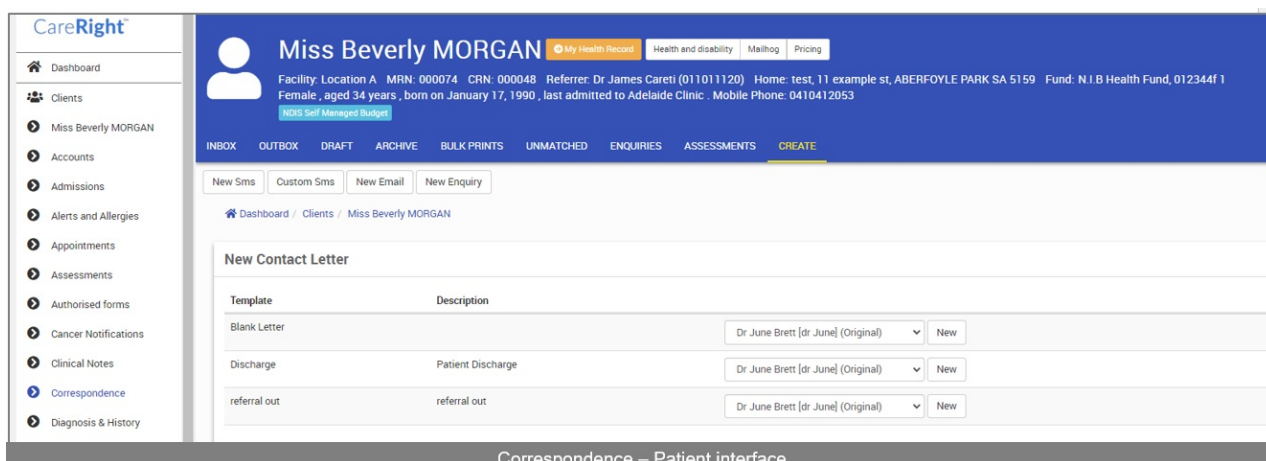 CareRight™
Dashboard
Clients
Miss Beverly MORGAN
Accounts
Admissions
Alerts and Allergies
Appointments
Assessments
Authorised forms
Cancer Notifications
Clinical Notes
Correspondence
Diagnosis & History
Miss Beverly MORGAN My Health Record Health and disability Mailhog Pricing
Facility: Location A MRN: 000074 CRN: 000048 Referrer: Dr James Careti (011011120) Home: test, 11 example st, ABERFOYLE PARK SA 5159 Fund: N.I.B Health Fund, 012344f 1
Female , aged 34 years , born on January 17, 1990 , last admitted to Adelaide Clinic . Mobile Phone: 0410412053
NDIS Self Managed Budget
INBOX OUTBOX DRAFT ARCHIVE BULK PRINTS UNMATCHED ENQUIRIES ASSESSMENTS CREATE
New Sms Custom Sms New Email New Enquiry
Dashboard / Clients / Miss Beverly MORGAN
New Contact Letter
Template Description
Blank Letter Dr June Brett [dr June] (Original) New
Discharge Patient Discharge Dr June Brett [dr June] (Original) New
referral out referral out Dr June Brett [dr June] (Original) New
Correspondence – Patient interface